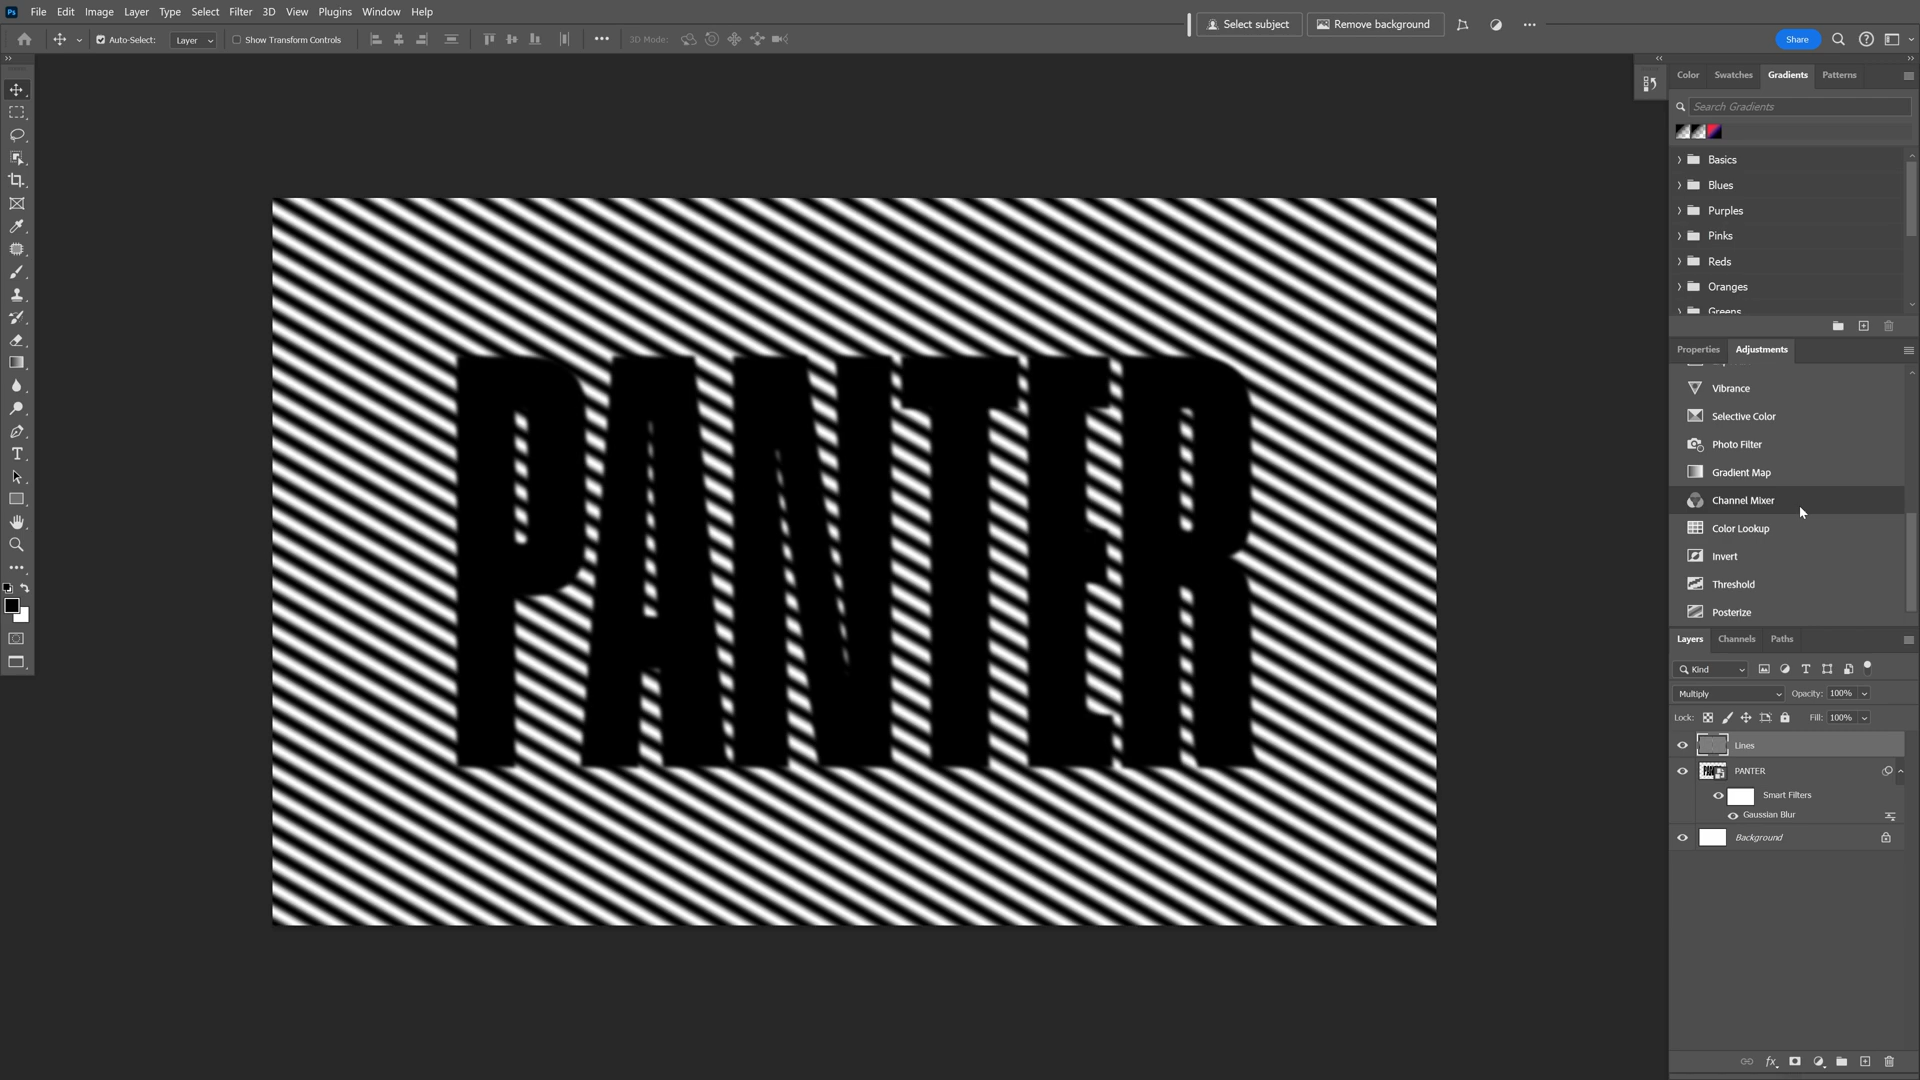 Ps File Edit Image Layer Type Select Filter 3D View Plugins Window Help
Select subject Remove background
Auto-Select: Layer Show Transform Controls 3D Mode: Share
Color Swatches Gradients Patterns
Search Gradients
Basics
Blues
Purples
Pinks
Reds
Oranges
Greens
Properties Adjustments
Vibrance
Selective Color
Photo Filter
Gradient Map
Channel Mixer
Color Lookup
Invert
Threshold
Posterize
Layers Channels Paths
Kind
Multiply Opacity: 100%
Lock: Fill: 100%
Lines
PANTER
Smart Filters
Gaussian Blur
Background
PANTER